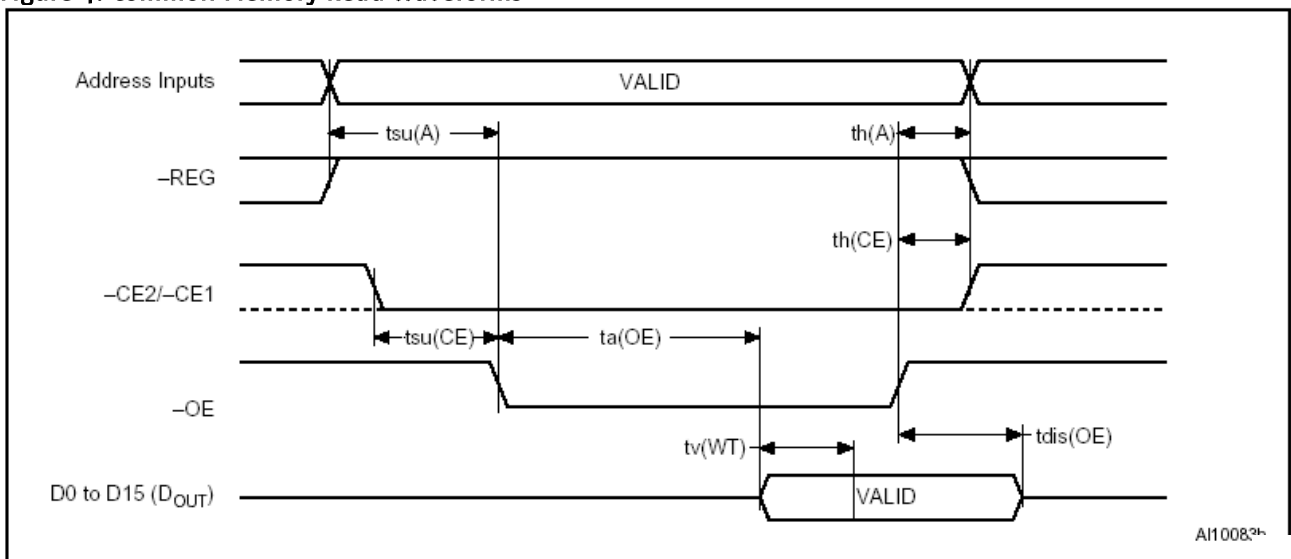 Address Inputs
VALID
tsu(A)
th(A)
–REG
th(CE)
–CE2/–CE1
tsu(CE)
ta(OE)
–OE
tv(WT)
tdis(OE)
D0 to D15 (DOUT)
VALID